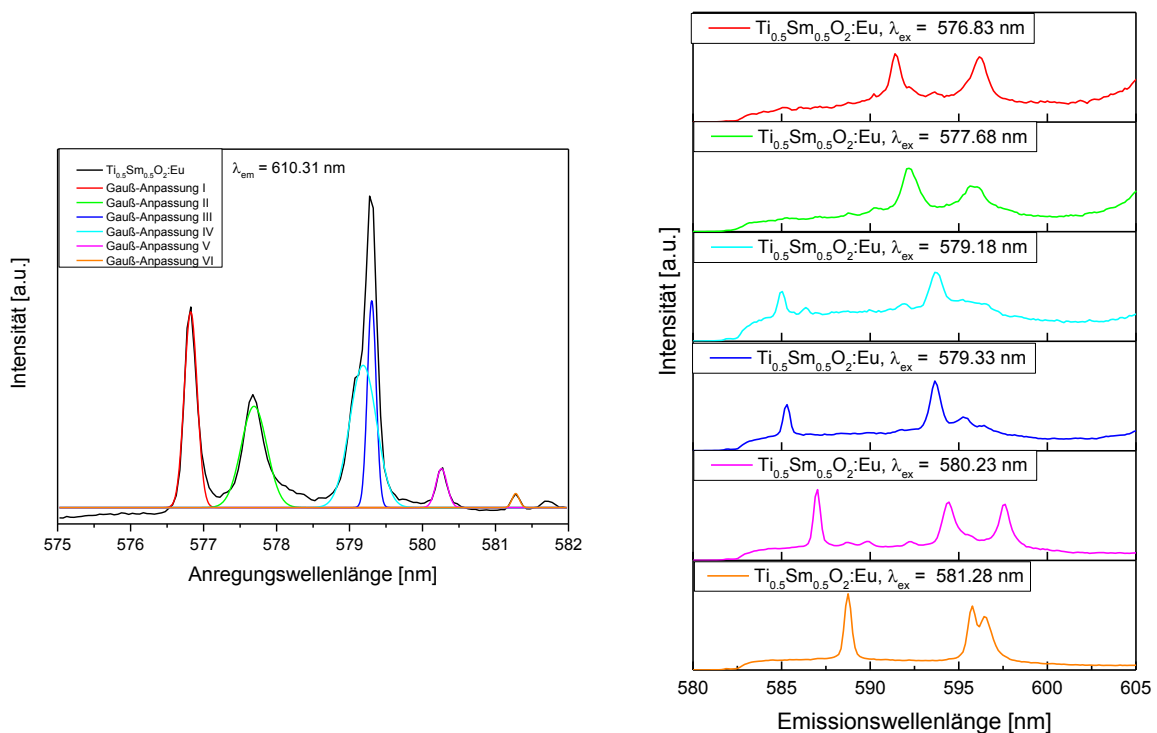 Ti0.5Sm0.5O2:Eu
Gauß-Anpassung I
Gauß-Anpassung II
Gauß-Anpassung III
Gauß-Anpassung IV
Gauß-Anpassung V
Gauß-Anpassung VI
λem = 610.31 nm
Intensität [a.u.]
575 576 577 578 579 580 581 582
Anregungswellenlänge [nm]
Ti0.5Sm0.5O2:Eu, λex = 576.83 nm
Ti0.5Sm0.5O2:Eu, λex = 577.68 nm
Ti0.5Sm0.5O2:Eu, λex = 579.18 nm
Ti0.5Sm0.5O2:Eu, λex = 579.33 nm
Ti0.5Sm0.5O2:Eu, λex = 580.23 nm
Ti0.5Sm0.5O2:Eu, λex = 581.28 nm
Intensität [a.u.]
580 585 590 595 600 605
Emissionswellenlänge [nm]